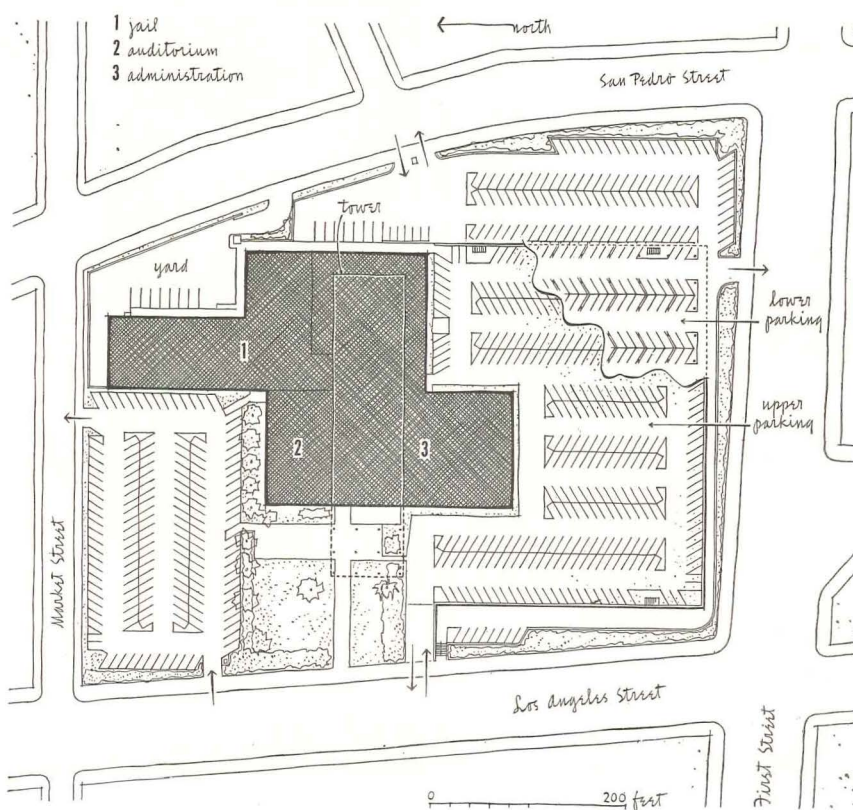 1 jail
2 auditorium
3 administration
north
San Pedro Street
tower
yard
1
lower
parking
upper
parking
2
3
Market Street
Los Angeles Street
First Street
0 200 feet